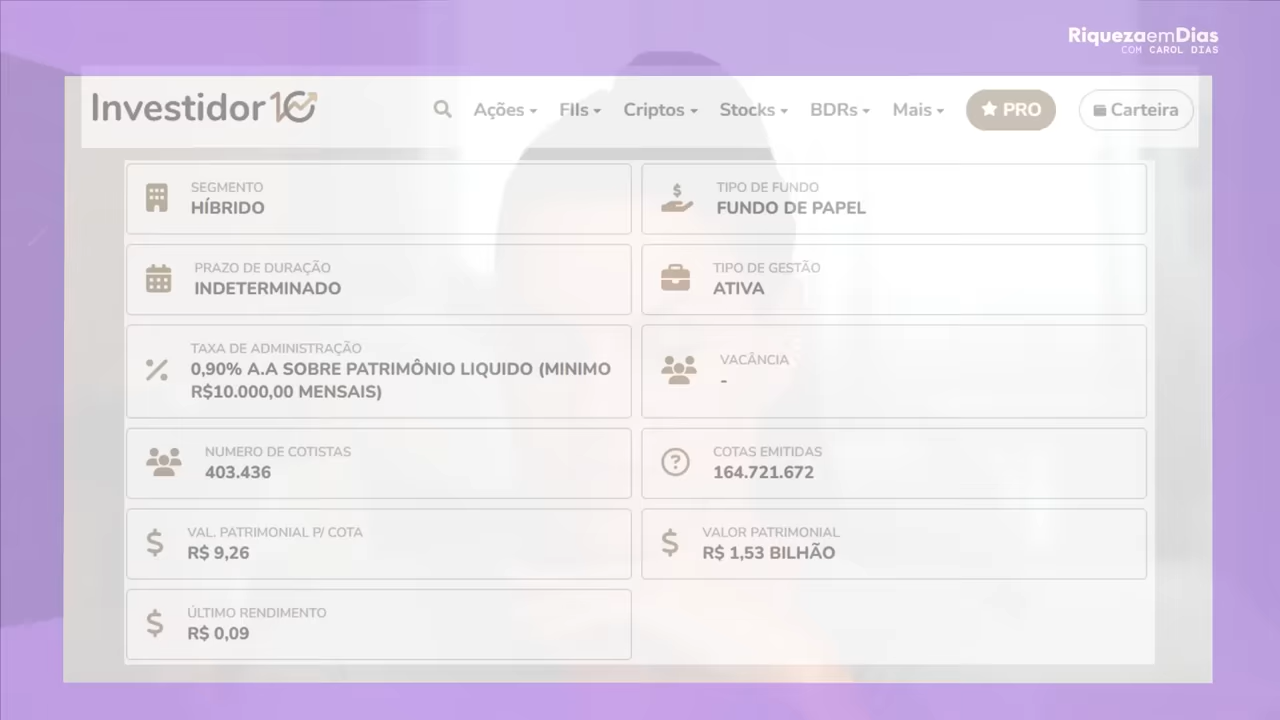 RiquezaemDias
COM CAROL DIAS
Investidor 10
Ações
FIIs
Criptos
Stocks
BDRs
Mais
PRO
Carteira
SEGMENTO
HÍBRIDO
TIPO DE FUNDO
FUNDO DE PAPEL
PRAZO DE DURAÇÃO
INDETERMINADO
TIPO DE GESTÃO
ATIVA
TAXA DE ADMINISTRAÇÃO
0,90% A.A SOBRE PATRIMÔNIO LIQUIDO (MINIMO
R$10.000,00 MENSAIS)
VACÂNCIA
-
NUMERO DE COTISTAS
403.436
COTAS EMITIDAS
164.721.672
VAL. PATRIMONIAL P/ COTA
R$ 9,26
VALOR PATRIMONIAL
R$ 1,53 BILHÃO
ÚLTIMO RENDIMENTO
R$ 0,09